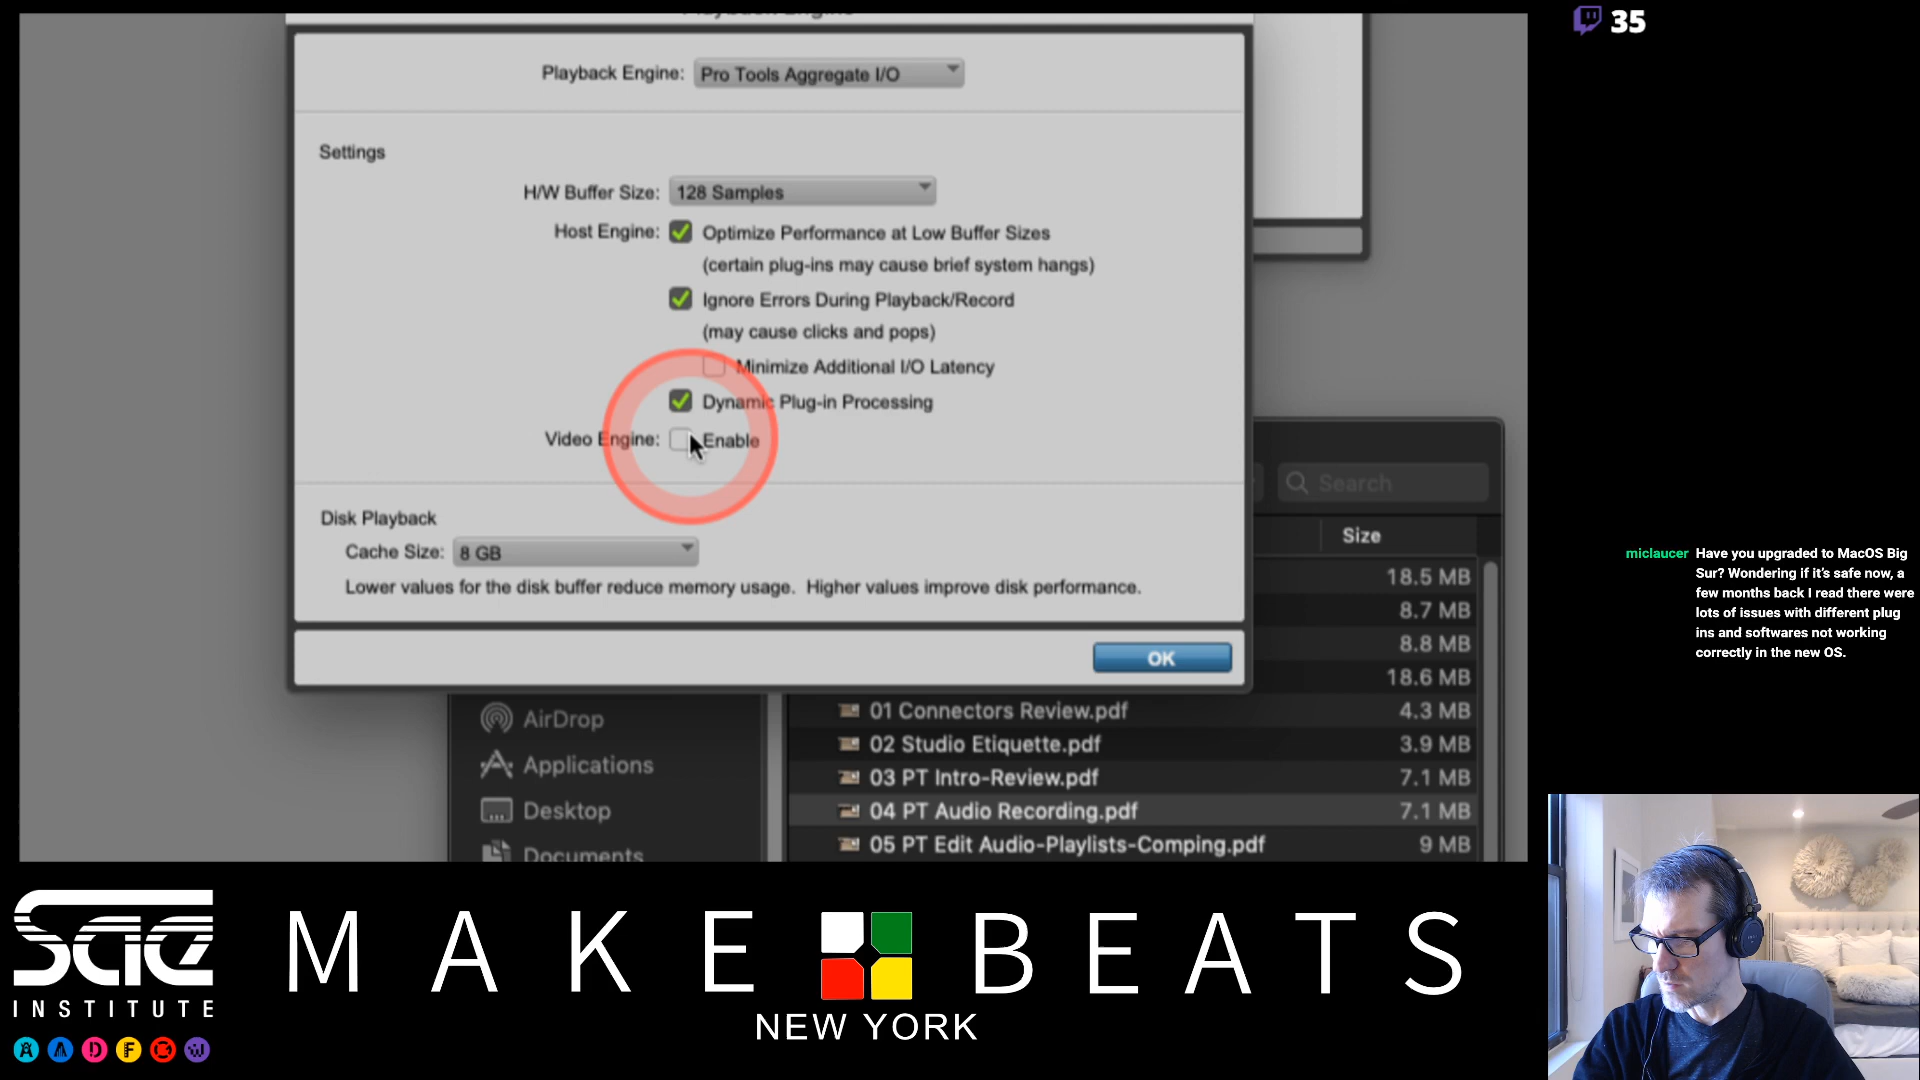 Playback Engine
35
Playback Engine: Pro Tools Aggregate I/O
Settings
H/W Buffer Size: 128 Samples
Host Engine: Optimize Performance at Low Buffer Sizes
(certain plug-ins may cause brief system hangs)
Ignore Errors During Playback/Record
(may cause clicks and pops)
Minimize Additional I/O Latency
Dynamic Plug-in Processing
Video Engine: Enable
Disk Playback
Cache Size: 8 GB
Lower values for the disk buffer reduce memory usage. Higher values improve disk performance.
OK
Search
Size
18.5 MB
8.7 MB
8.8 MB
18.6 MB
AirDrop
Applications
Desktop
Documents
01 Connectors Review.pdf 4.3 MB
02 Studio Etiquette.pdf 3.9 MB
03 PT Intro-Review.pdf 7.1 MB
04 PT Audio Recording.pdf 7.1 MB
05 PT Edit Audio-Playlists-Comping.pdf 9 MB
miclaucer Have you upgraded to MacOS Big
Sur? Wondering if it's safe now, a
few months back I read there were
lots of issues with different plug
ins and softwares not working
correctly in the new OS.
sae
INSTITUTE
A A D F W
MAKE BEATS
NEW YORK